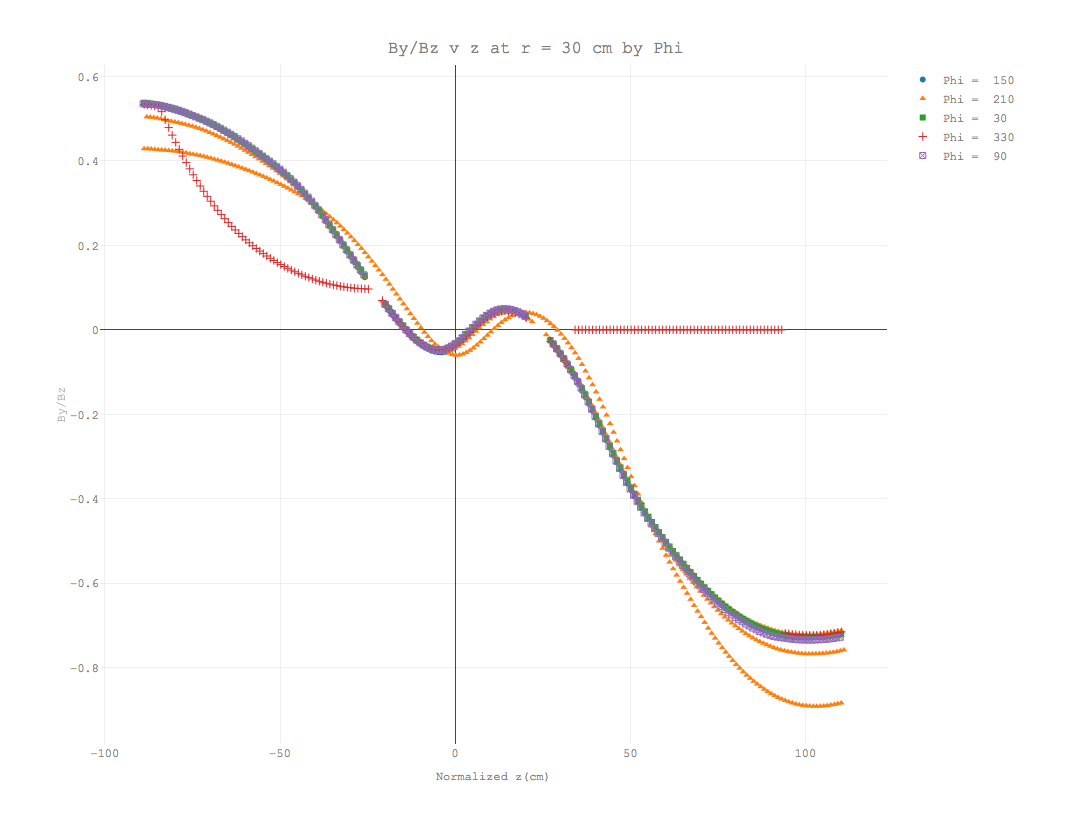 By/Bz v z at r = 30 cm by Phi
Phi = 150
Phi = 210
Phi = 30
Phi = 330
Phi = 90
0.6
0.4
0.2
0
−0.2
−0.4
−0.6
−0.8
By/Bz
−100
−50
0
50
100
Normalized z(cm)